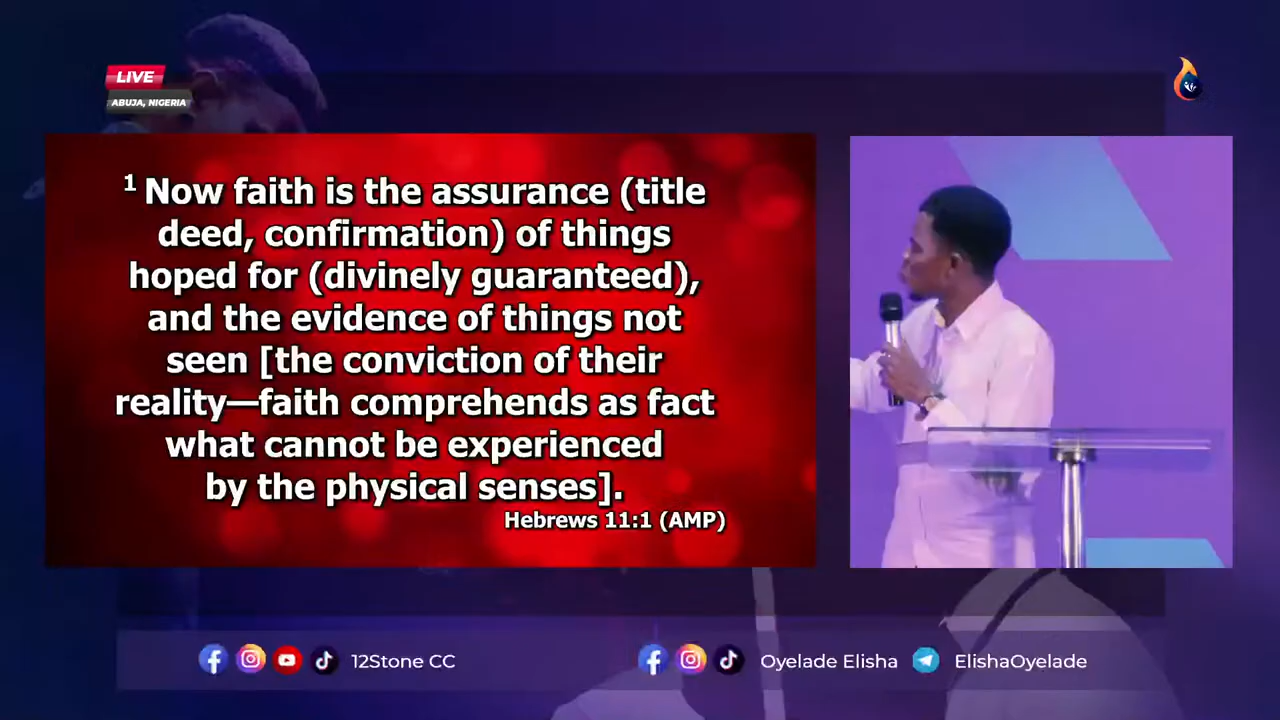 LIVE
ABUJA, NIGERIA
1 Now faith is the assurance (title
deed, confirmation) of things
hoped for (divinely guaranteed),
and the evidence of things not
seen [the conviction of their
reality—faith comprehends as fact
what cannot be experienced
by the physical senses].
Hebrews 11:1 (AMP)
12Stone CC
Oyelade Elisha
ElishaOyelade